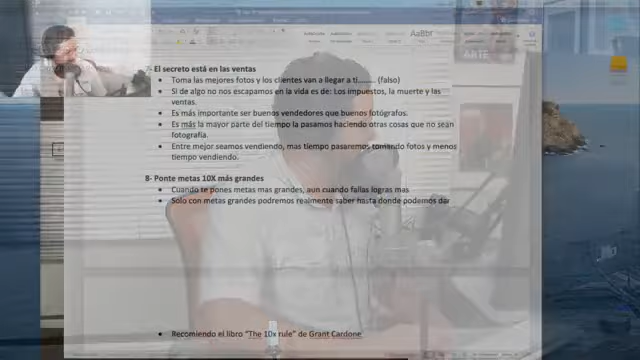 AaBbI
ARTE
7- El secreto está en las ventas
Toma las mejores fotos y los clientes van a llegar a ti........ (falso)
Si de algo no nos escapamos en la vida es de: Los impuestos, la muerte y las
ventas.
Es más importante ser buenos vendedores que buenos fotógrafos.
Es más la mayor parte del tiempo la pasamos haciendo otras cosas que no sean
fotografía.
Entre mejor seamos vendiendo, mas tiempo pasaremos tomando fotos y menos
tiempo vendiendo.
8- Ponte metas 10X más grandes
Cuando te pones metas mas grandes, aun cuando fallas logras mas
Solo con metas grandes podremos realmente saber hasta donde podemos dar
Recomiendo el libro "The 10x rule" de Grant Cardone